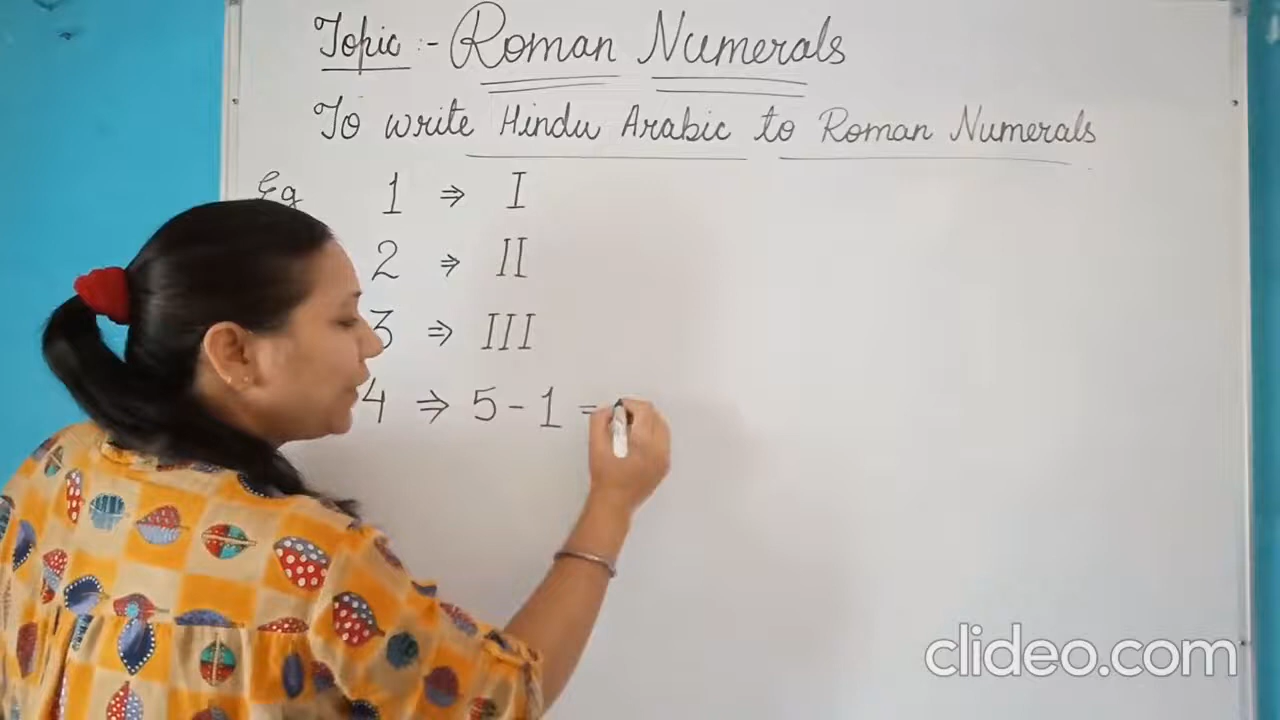 Topic :- Roman Numerals
To write Hindu Arabic to Roman Numerals
Eg 1 ⇒ I
2 ⇒ II
3 ⇒ III
4 ⇒ 5 - 1 =
clideo.com